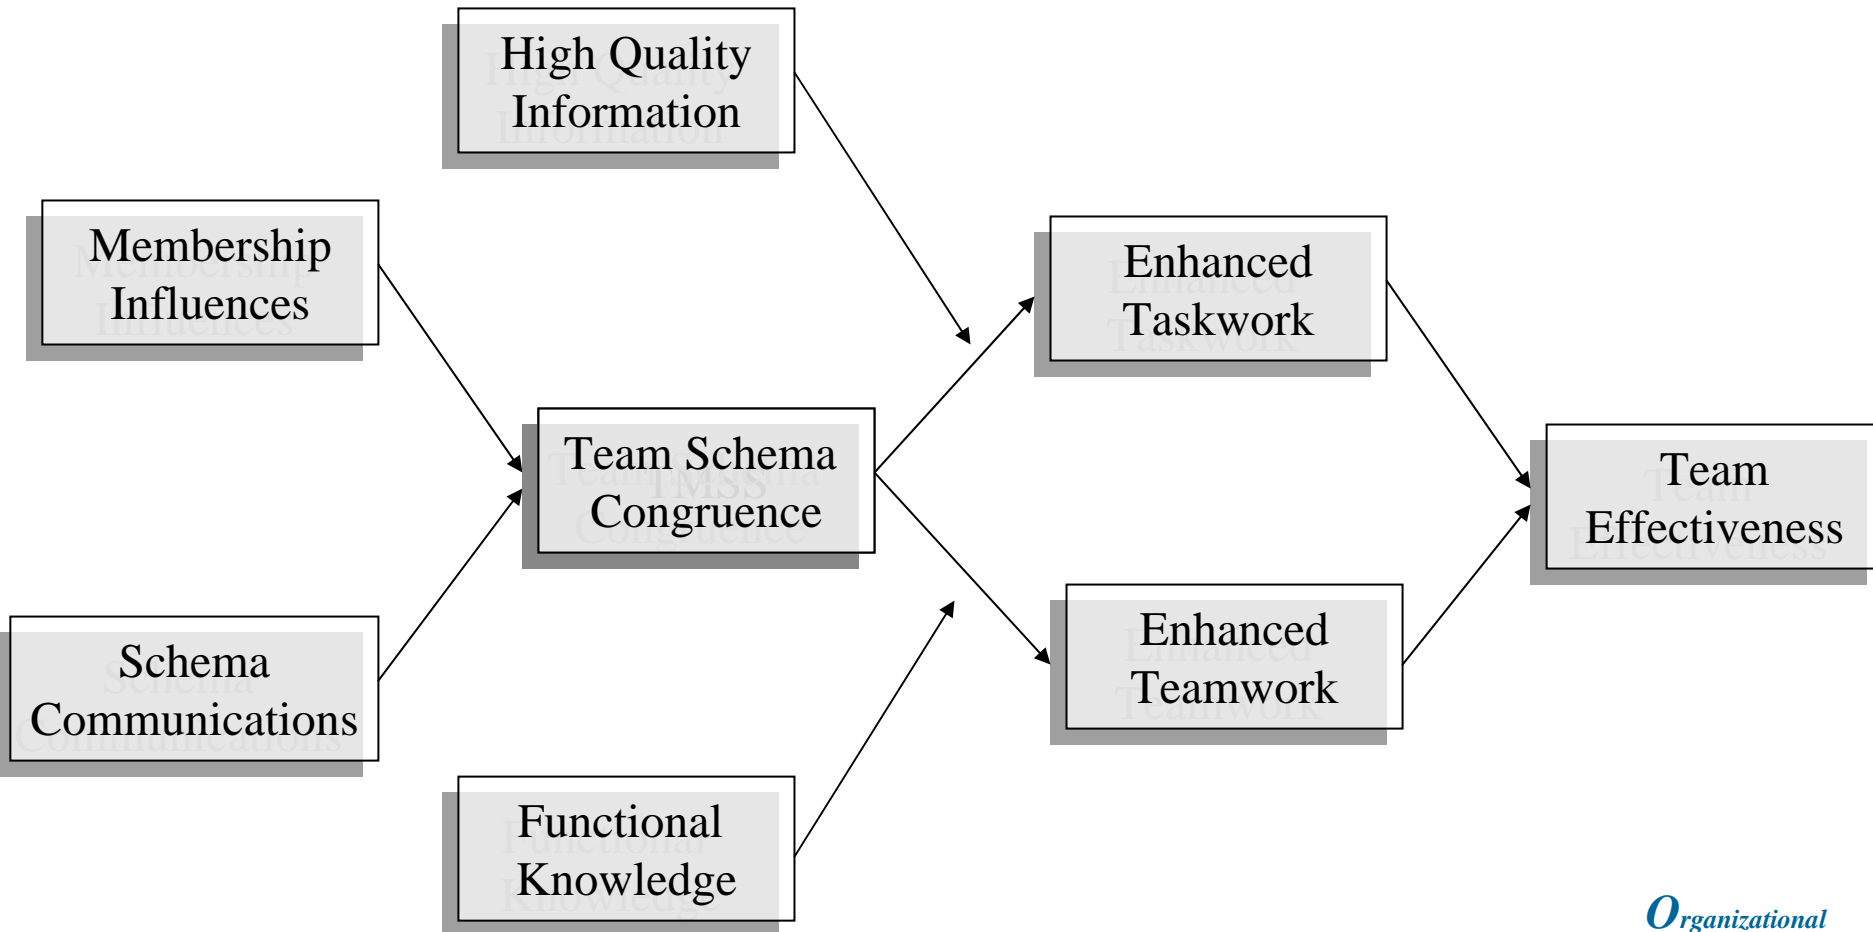 High Quality
Information
Membership
Influences
Enhanced
Taskwork
Team Schema
TMSS
Congruence
Team
Effectiveness
Schema
Communications
Enhanced
Teamwork
Functional
Knowledge
Organizational